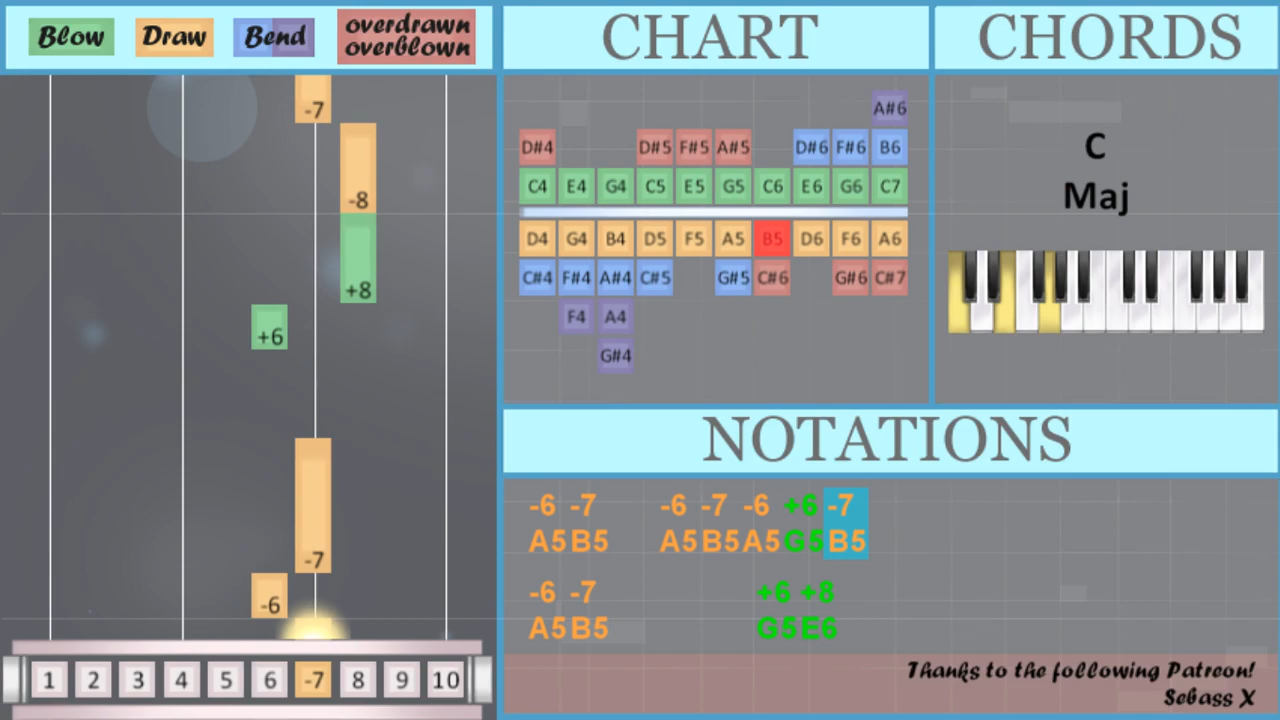 Blow Draw Bend overdrawn
overblown
CHART
CHORDS
-7
-8
+8
+6
-7
-6
1 2 3 4 5 6 -7 8 9 10
A#6
D#4 D#5 F#5 A#5 D#6 F#6 B6
C4 E4 G4 C5 E5 G5 C6 E6 G6 C7
D4 G4 B4 D5 F5 A5 B5 D6 F6 A6
C#4 F#4 A#4 C#5 G#5 C#6 G#6 C#7
F4 A4
G#4
C
Maj
NOTATIONS
-6 -7 -6 -7 -6 +6 -7
A5 B5 A5 B5 A5 G5 B5
-6 -7 +6 +8
A5 B5 G5 E6
Thanks to the following Patreon!
Sebass X